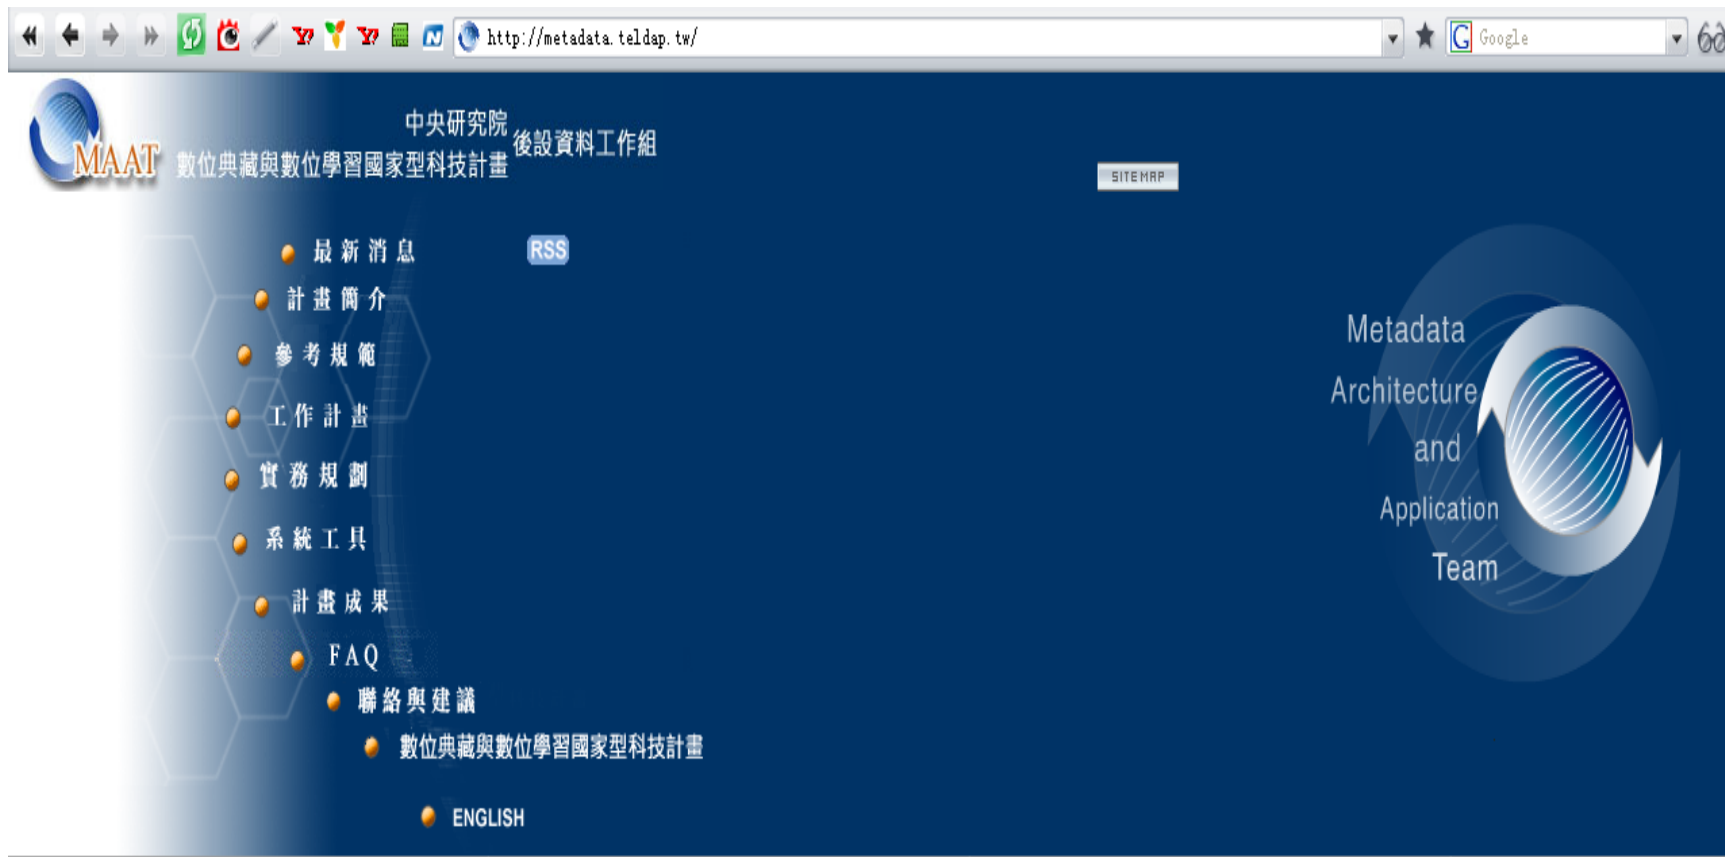 http://metadata.teldap.tw/
Google
MAAT
中央研究院
數位典藏與數位學習國家型科技計畫
後設資料工作組
SITEMAP
最新消息
RSS
計畫簡介
參考規範
工作計畫
實務規劃
系統工具
計畫成果
FAQ
聯絡與建議
數位典藏與數位學習國家型科技計畫
ENGLISH
Metadata
Architecture
and
Application
Team